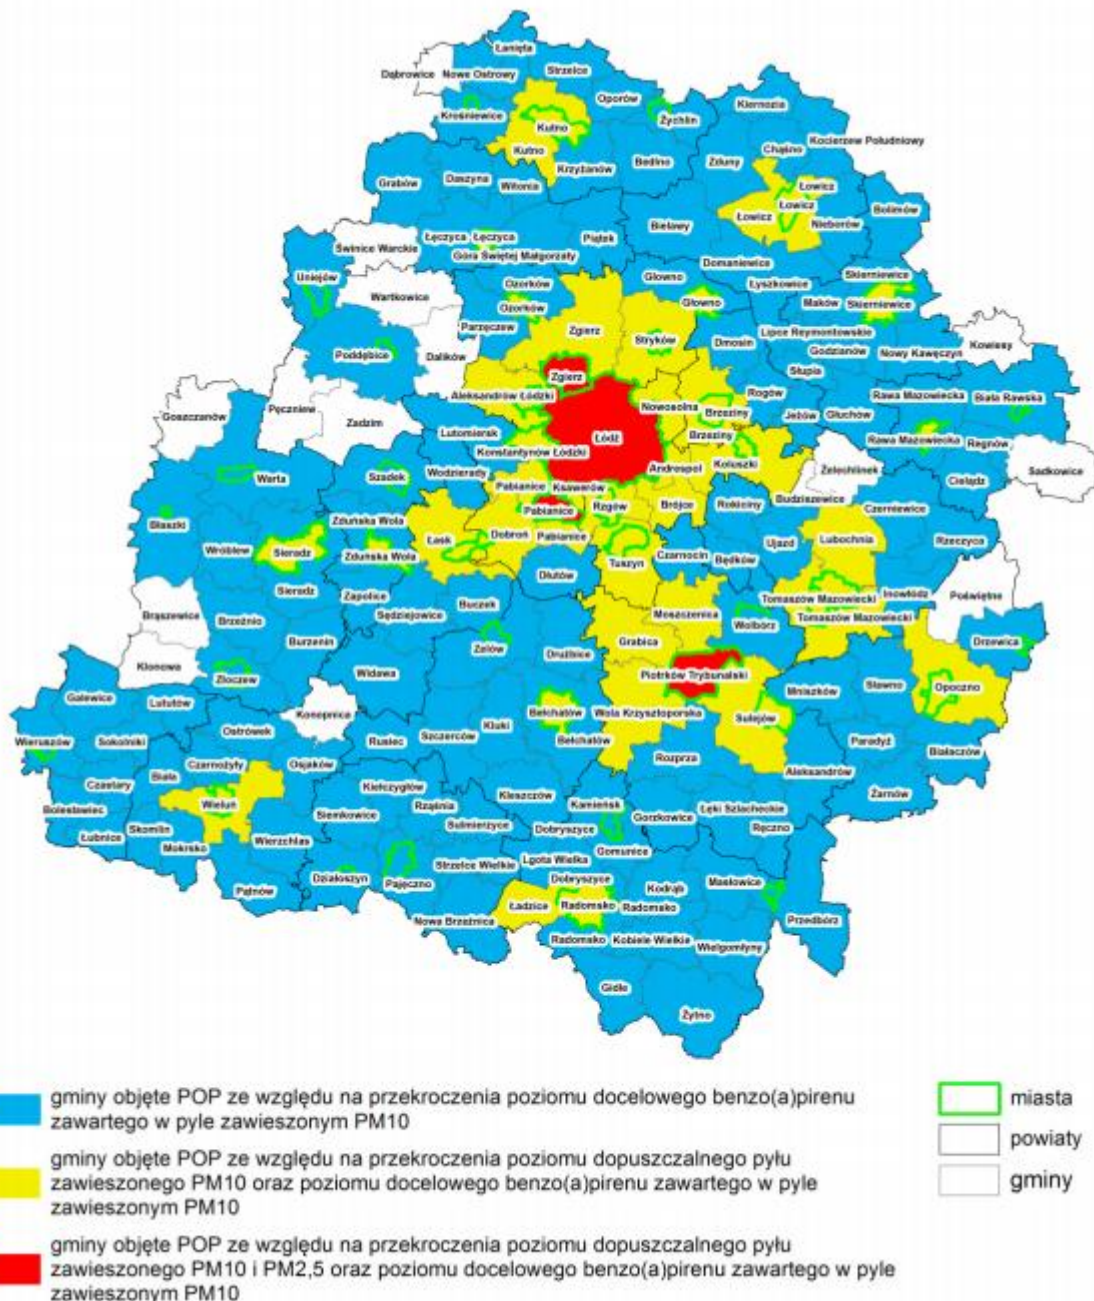 Łanięta
Dąbrowice Nowe Ostrowy Strzelce
Oporów Kiernozia
Krośniewice Żychlin
Kutno Kocierzew Południowy
Chąśno
Kutno Bedlno Zduny
Krzyżanów
Grabów Daszyna Witonia Łowicz
Łowicz
Łowicz Bolimów
Bielawy Nieborów
Łęczyca Łęczyca Piątek
Świnice Warckie
Góra Świętej Małgorzaty
Domaniewice
Uniejów Ozorków Głowno Łyszkowice Skierniewice
Wartkowice
Ozorków Głowno Maków Skierniewice
Parzęczew Zgierz Stryków Dmosin Lipce Reymontowskie Kowiesy
Poddębice Dalików Godzianów Nowy Kawęczyn
Słupia
Zgierz
Aleksandrów Łódzki Rogów Rawa Mazowiecka Biała Rawska
Goszczanów Pęczniew Nowosolna Brzeziny Jeżów Głuchów
Zadzim
Lutomiersk Łódź Brzeziny Rawa Mazowiecka Regnów
Konstantynów Łódzki
Andrespol Koluszki Żelechlinek Sadkowice
Warta Szadek Wodzierady Cielądz
Pabianice Ksawerów
Budziszewice
Błaszki Pabianice Rzgów Brójce Rokiciny Czerniewice
Zduńska Wola
Wróblew Sieradz Łask Dobroń Pabianice Ujazd Lubochnia Rzeczyca
Zduńska Wola Tuszyn Czarnocin Będków
Dłutów
Sieradz Zapolice Tomaszów Mazowiecki Inowłódz Poświętne
Buczek
Brąszewice Brzeźnio Sędziejowice Moszczenica Wolbórz Tomaszów Mazowiecki
Burzenin Grabica Drzewica
Zelów Drużbice
Klonowa Złoczew Widawa Piotrków Trybunalski
Mniszków Sławno Opoczno
Galewice Lututów
Konopnica Bełchatów Wola Krzysztoporska Sulejów
Ostrówek Kluki
Wieruszów Sokolniki Rusiec Szczerców Bełchatów Paradyż Białaczów
Osjaków Rozprza
Czarnożyły
Biała Aleksandrów
Czastary Kiełczygłów Żarnów
Kleszczów
Bolesławiec Wieluń Rząśnia Kamieńsk Łęki Szlacheckie
Siemkowice Gorzkowice
Skomlin Sulmierzyce Dobryszyce Ręczno
Łubnice Wierzchlas
Mokrsko Gomunice
Strzelce Wielkie Lgota Wielka
Działoszyn Pajęczno Dobryszyce Masłowice
Pątnów Kodrąb
Ładzice Radomsko Radomsko
Nowa Brzeźnica Przedbórz
Radomsko Kobiele Wielkie Wielgomłyny
Gidle
Żytno
gminy objęte POP ze względu na przekroczenia poziomu docelowego benzo(a)pirenu
zawartego w pyle zawieszonym PM10
gminy objęte POP ze względu na przekroczenia poziomu dopuszczalnego pyłu
zawieszonego PM10 oraz poziomu docelowego benzo(a)pirenu zawartego w pyle
zawieszonym PM10
gminy objęte POP ze względu na przekroczenia poziomu dopuszczalnego pyłu
zawieszonego PM10 i PM2,5 oraz poziomu docelowego benzo(a)pirenu zawartego w pyle
zawieszonym PM10
miasta
powiaty
gminy